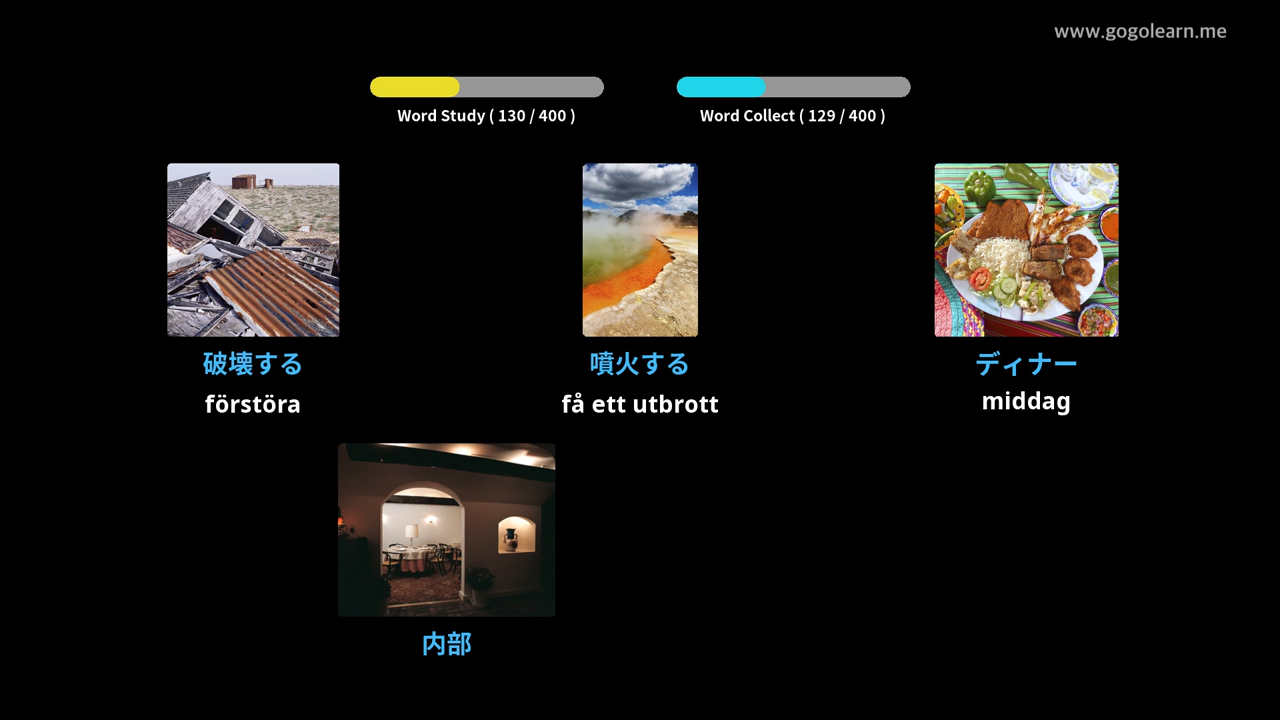 www.gogolearn.me
Word Study ( 130 / 400 )
Word Collect ( 129 / 400 )
破壊する
噴火する
ディナー
förstöra
få ett utbrott
middag
内部